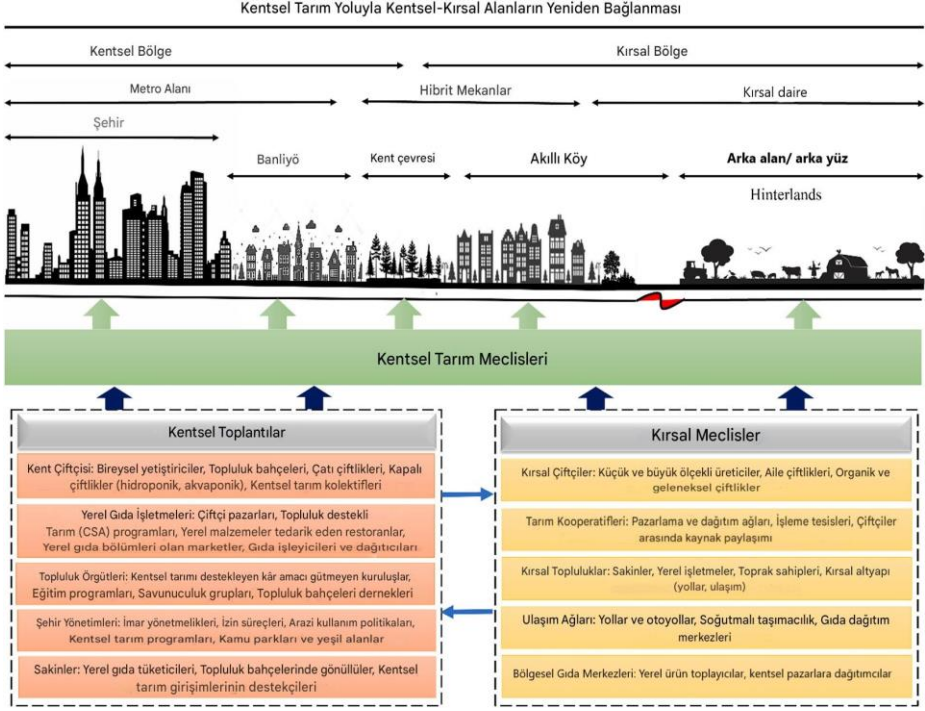 Kentsel Tarım Yoluyla Kentsel-Kırsal Alanların Yeniden Bağlanması
Kentsel Bölge
Kırsal Bölge
Metro Alanı
Hibrit Mekanlar
Kırsal daire
Şehir
Banliyö
Kent çevresi
Akıllı Köy
Arka alan/ arka yüz
Hinterlands
Kentsel Tarım Meclisleri
Kentsel Toplantılar
Kent Çiftçisi: Bireysel yetiştiriciler, Topluluk bahçeleri, Çatı çiftlikleri, Kapalı
çiftlikler (hidroponik, akvaponik), Kentsel tarım kolektifleri
Yerel Gıda İşletmeleri: Çiftçi pazarları, Topluluk destekli
Tarım (CSA) programları, Yerel malzemeler tedarik eden restoranlar,
Yerel gıda bölümleri olan marketler, Gıda işleyicileri ve dağıtıcıları
Topluluk Örgütleri: Kentsel tarımı destekleyen kâr amacı gütmeyen kuruluşlar,
Eğitim programları, Savunuculuk grupları, Topluluk bahçeleri dernekleri
Şehir Yönetimleri: İmar yönetmelikleri, İzin süreçleri, Arazi kullanım politikaları,
Kentsel tarım programları, Kamu parkları ve yeşil alanlar
Sakinler: Yerel gıda tüketicileri, Topluluk bahçelerinde gönüllüler, Kentsel
tarım girişimlerinin destekçileri
Kırsal Meclisler
Kırsal Çiftçiler: Küçük ve büyük ölçekli üreticiler, Aile çiftlikleri, Organik ve
geleneksel çiftlikler
Tarım Kooperatifleri: Pazarlama ve dağıtım ağları, İşleme tesisleri, Çiftçiler
arasında kaynak paylaşımı
Kırsal Topluluklar: Sakinler, Yerel işletmeler, Toprak sahipleri, Kırsal altyapı
(yollar, ulaşım)
Ulaşım Ağları: Yollar ve otoyollar, Soğutmalı taşımacılık, Gıda dağıtım
merkezleri
Bölgesel Gıda Merkezleri: Yerel ürün toplayıcılar, kentsel pazarlara dağıtımcılar